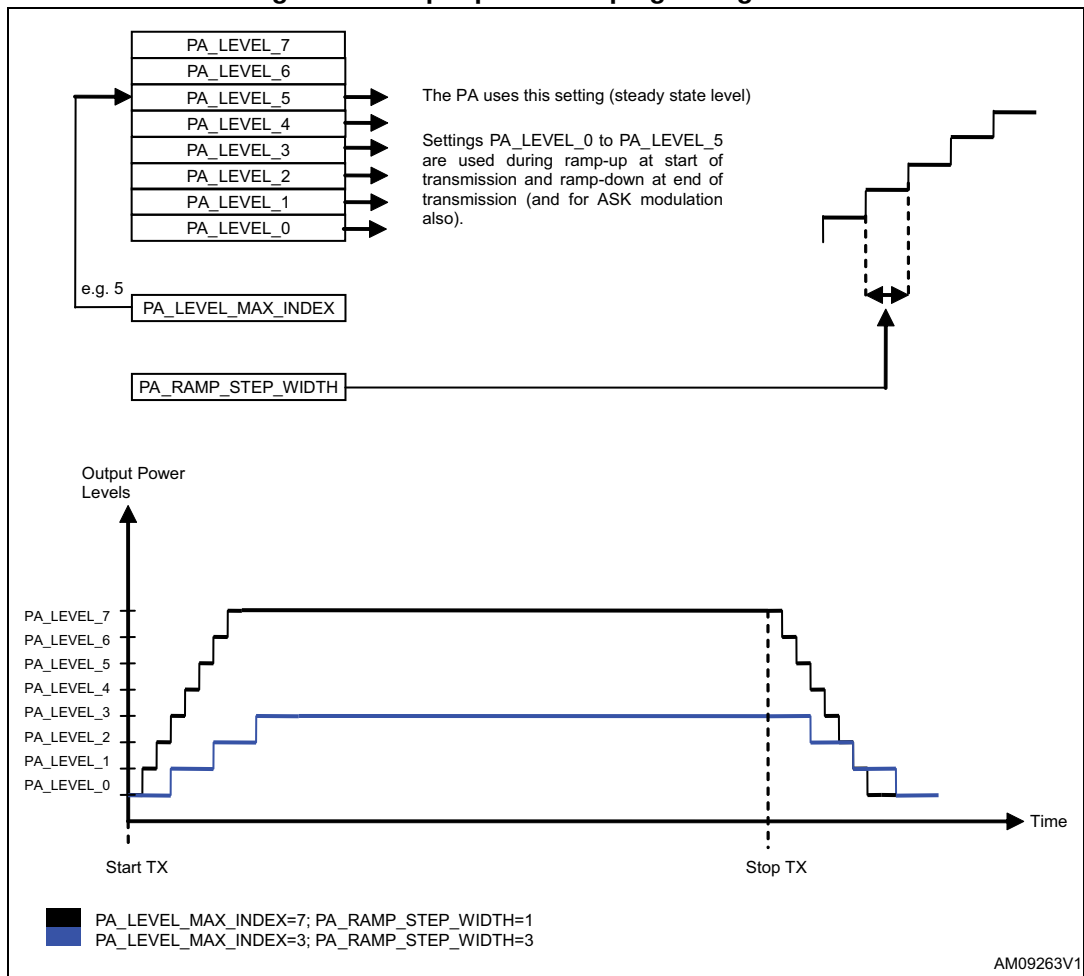 PA_LEVEL_7
PA_LEVEL_6
PA_LEVEL_5
PA_LEVEL_4
PA_LEVEL_3
PA_LEVEL_2
PA_LEVEL_1
PA_LEVEL_0
The PA uses this setting (steady state level)
Settings PA_LEVEL_0 to PA_LEVEL_5
are used during ramp-up at start of
transmission and ramp-down at end of
transmission (and for ASK modulation
also).
e.g. 5
PA_LEVEL_MAX_INDEX
PA_RAMP_STEP_WIDTH
Output Power
Levels
PA_LEVEL_7
PA_LEVEL_6
PA_LEVEL_5
PA_LEVEL_4
PA_LEVEL_3
PA_LEVEL_2
PA_LEVEL_1
PA_LEVEL_0
Time
Start TX
Stop TX
PA_LEVEL_MAX_INDEX=7; PA_RAMP_STEP_WIDTH=1
PA_LEVEL_MAX_INDEX=3; PA_RAMP_STEP_WIDTH=3
AM09263V1